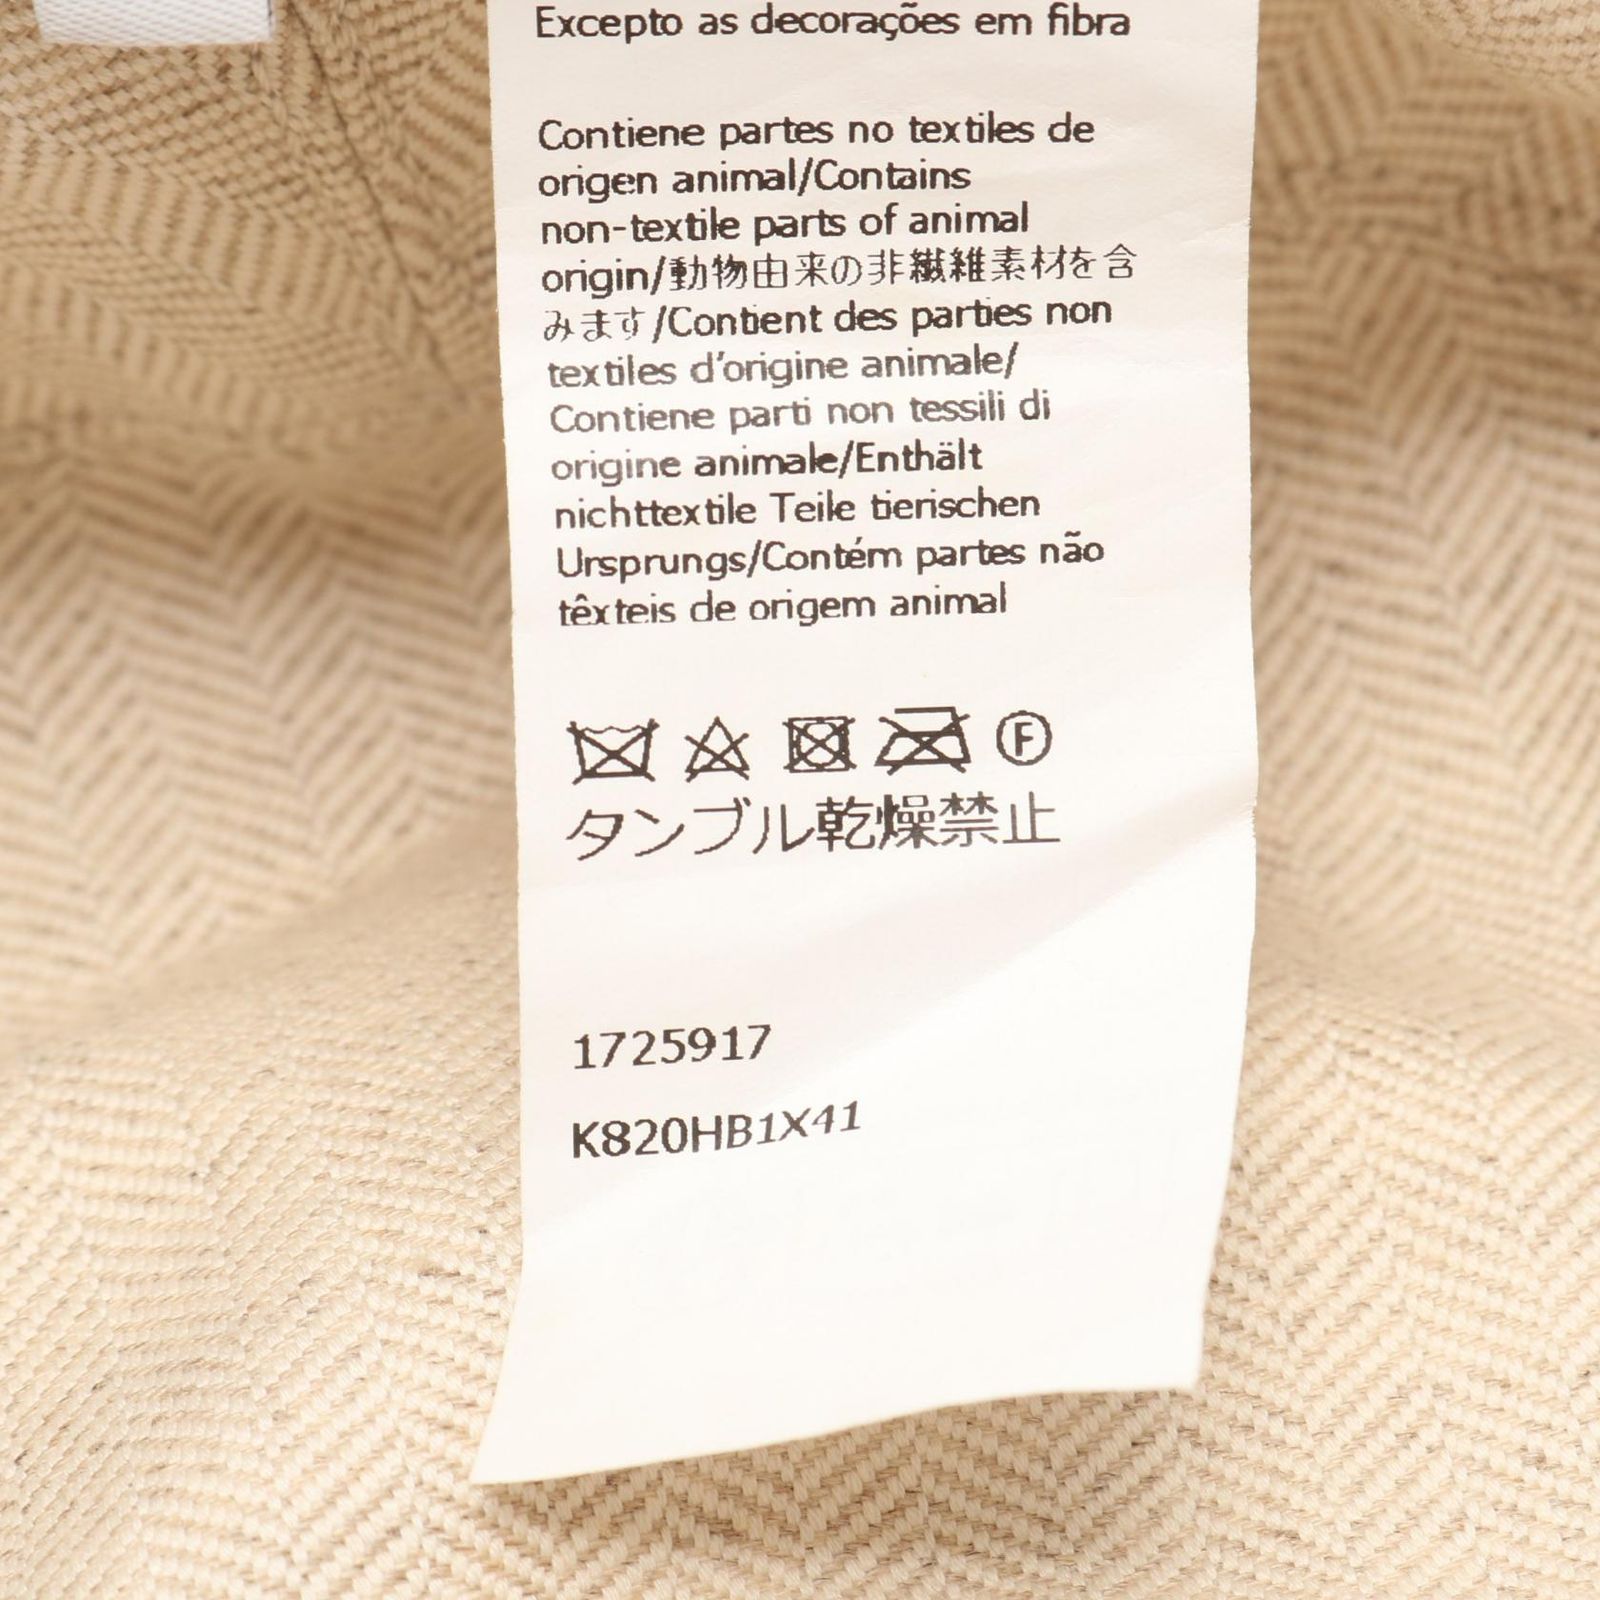 Excepto as decorações em fibra
Contiene partes no textiles de
origen animal/Contains
non-textile parts of animal
origin/動物由来の非繊維素材を含
みます/Contient des parties non
textiles d'origine animale/
Contiene parti non tessili di
origine animale/Enthält
nichttextile Teile tierischen
Ursprungs/Contém partes não
têxteis de origem animal
F
タンブル乾燥禁止
1725917
K820HB1X41